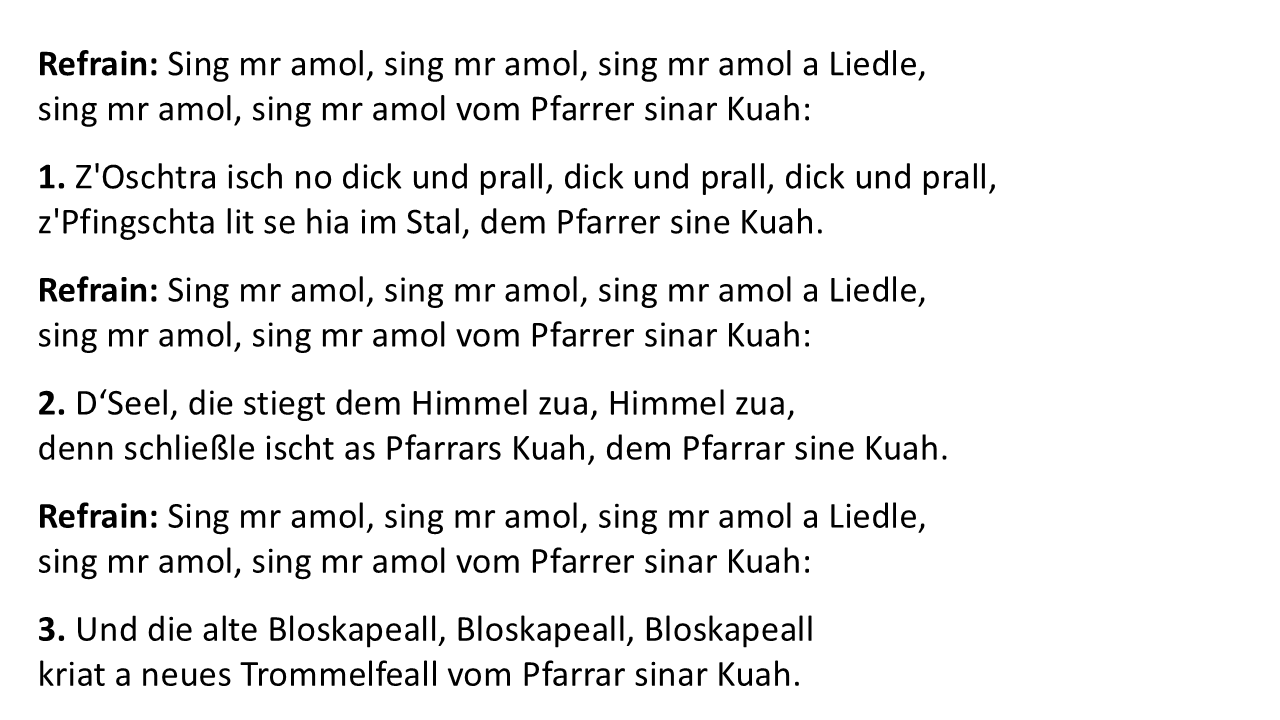 Refrain: Sing mr amol, sing mr amol, sing mr amol a Liedle,
sing mr amol, sing mr amol vom Pfarrer sinar Kuah:
1. Z'Oschtra isch no dick und prall, dick und prall, dick und prall,
z'Pfingschta lit se hia im Stal, dem Pfarrer sine Kuah.
Refrain: Sing mr amol, sing mr amol, sing mr amol a Liedle,
sing mr amol, sing mr amol vom Pfarrer sinar Kuah:
2. D‘Seel, die stiegt dem Himmel zua, Himmel zua,
denn schließle ischt as Pfarrars Kuah, dem Pfarrar sine Kuah.
Refrain: Sing mr amol, sing mr amol, sing mr amol a Liedle,
sing mr amol, sing mr amol vom Pfarrer sinar Kuah:
3. Und die alte Bloskapeall, Bloskapeall, Bloskapeall
kriat a neues Trommelfeall vom Pfarrar sinar Kuah.